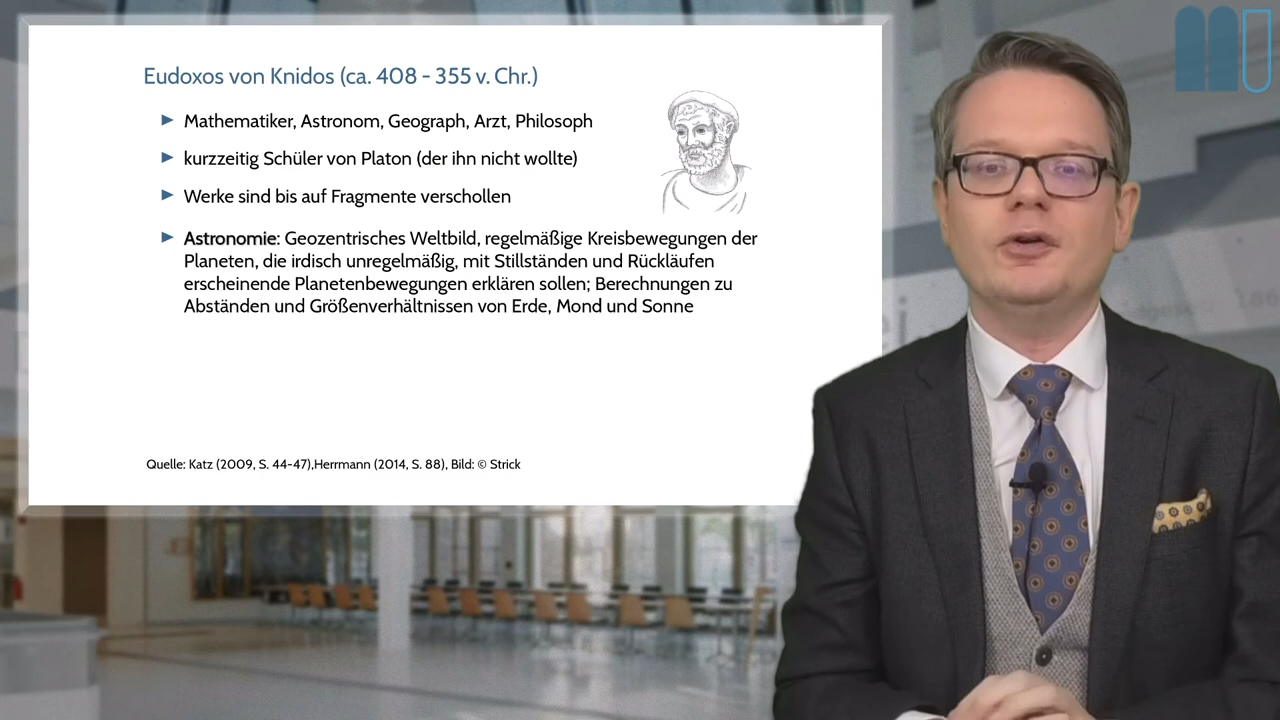 Eudoxos von Knidos (ca. 408 - 355 v. Chr.)
Mathematiker, Astronom, Geograph, Arzt, Philosoph
kurzzeitig Schüler von Platon (der ihn nicht wollte)
Werke sind bis auf Fragmente verschollen
Astronomie: Geozentrisches Weltbild, regelmäßige Kreisbewegungen der
Planeten, die irdisch unregelmäßig, mit Stillständen und Rückläufen
erscheinende Planetenbewegungen erklären sollen; Berechnungen zu
Abständen und Größenverhältnissen von Erde, Mond und Sonne
Quelle: Katz (2009, S. 44-47),Herrmann (2014, S. 88), Bild: © Strick